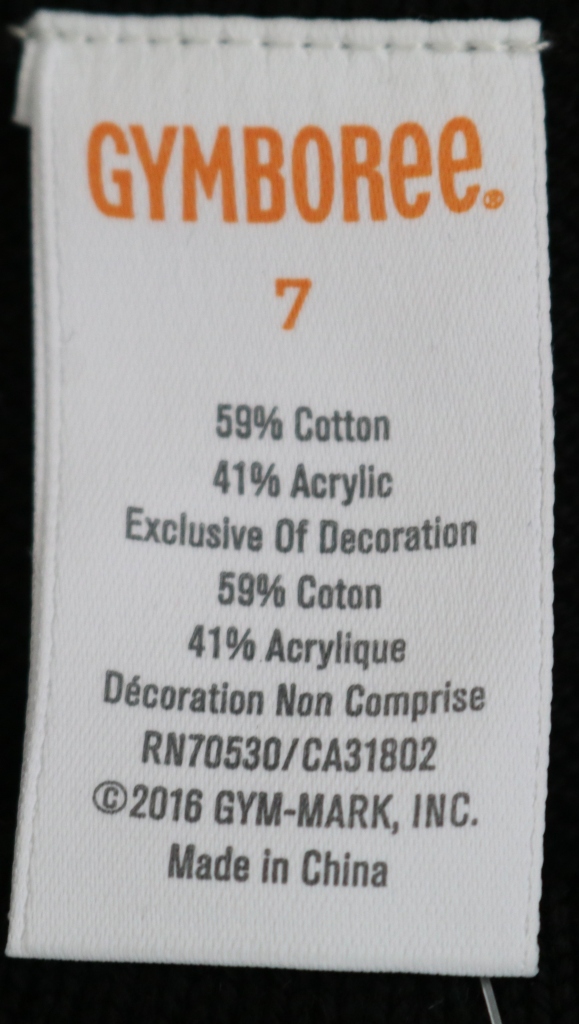 GYMBOREE®
7
59% Cotton
41% Acrylic
Exclusive Of Decoration
59% Coton
41% Acrylique
Décoration Non Comprise
RN70530/CA31802
©2016 GYM-MARK, INC.
Made in China